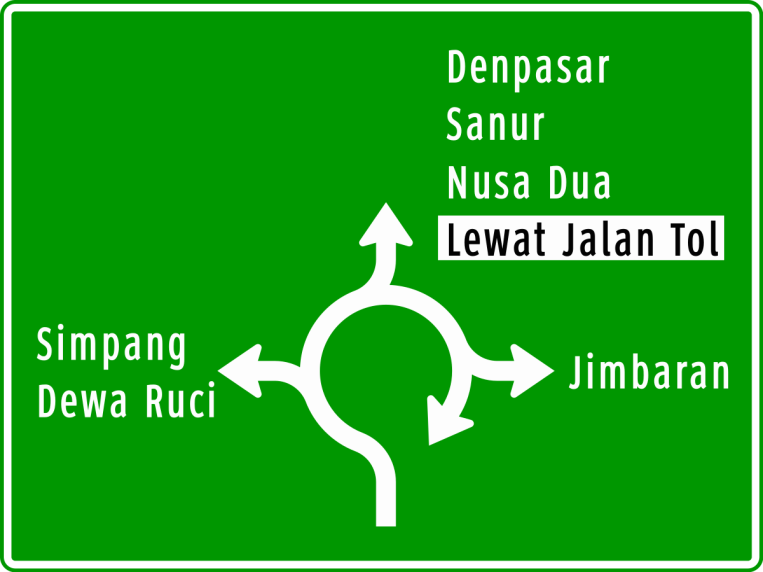 Denpasar
Sanur
Nusa Dua
Lewat Jalan Tol
Simpang
Dewa Ruci
Jimbaran